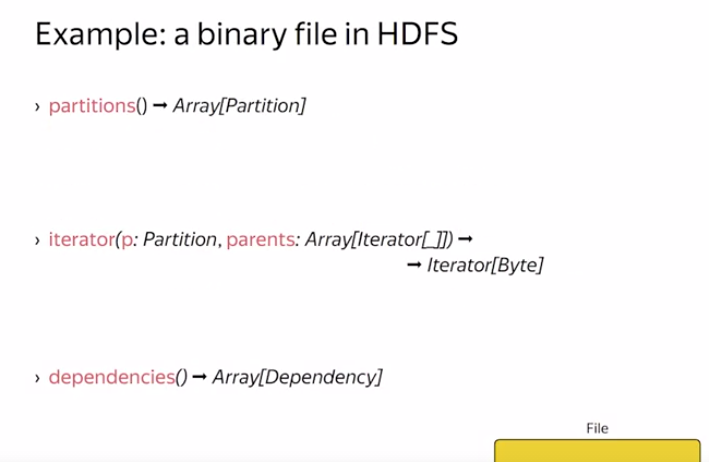 Example: a binary file in HDFS
› partitions() ➞ Array[Partition]
› iterator(p: Partition, parents: Array[Iterator[_]]) ➞
➞ Iterator[Byte]
› dependencies() ➞ Array[Dependency]
File